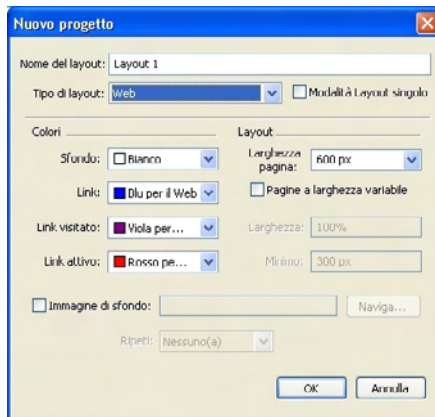 Nuovo progetto
Nome del layout: Layout 1
Tipo di layout: Web Modalità Layout singolo
Colori Layout
Sfondo: Bianco Larghezza pagina: 600 px
Link: Blu per il Web Pagine a larghezza variabile
Link visitato: Viola per... Larghezza: 100%
Link attivo: Rosso pe... Minimo: 300 px
Immagine di sfondo: Naviga...
Ripeti: Nessuno(a)
OK Annulla